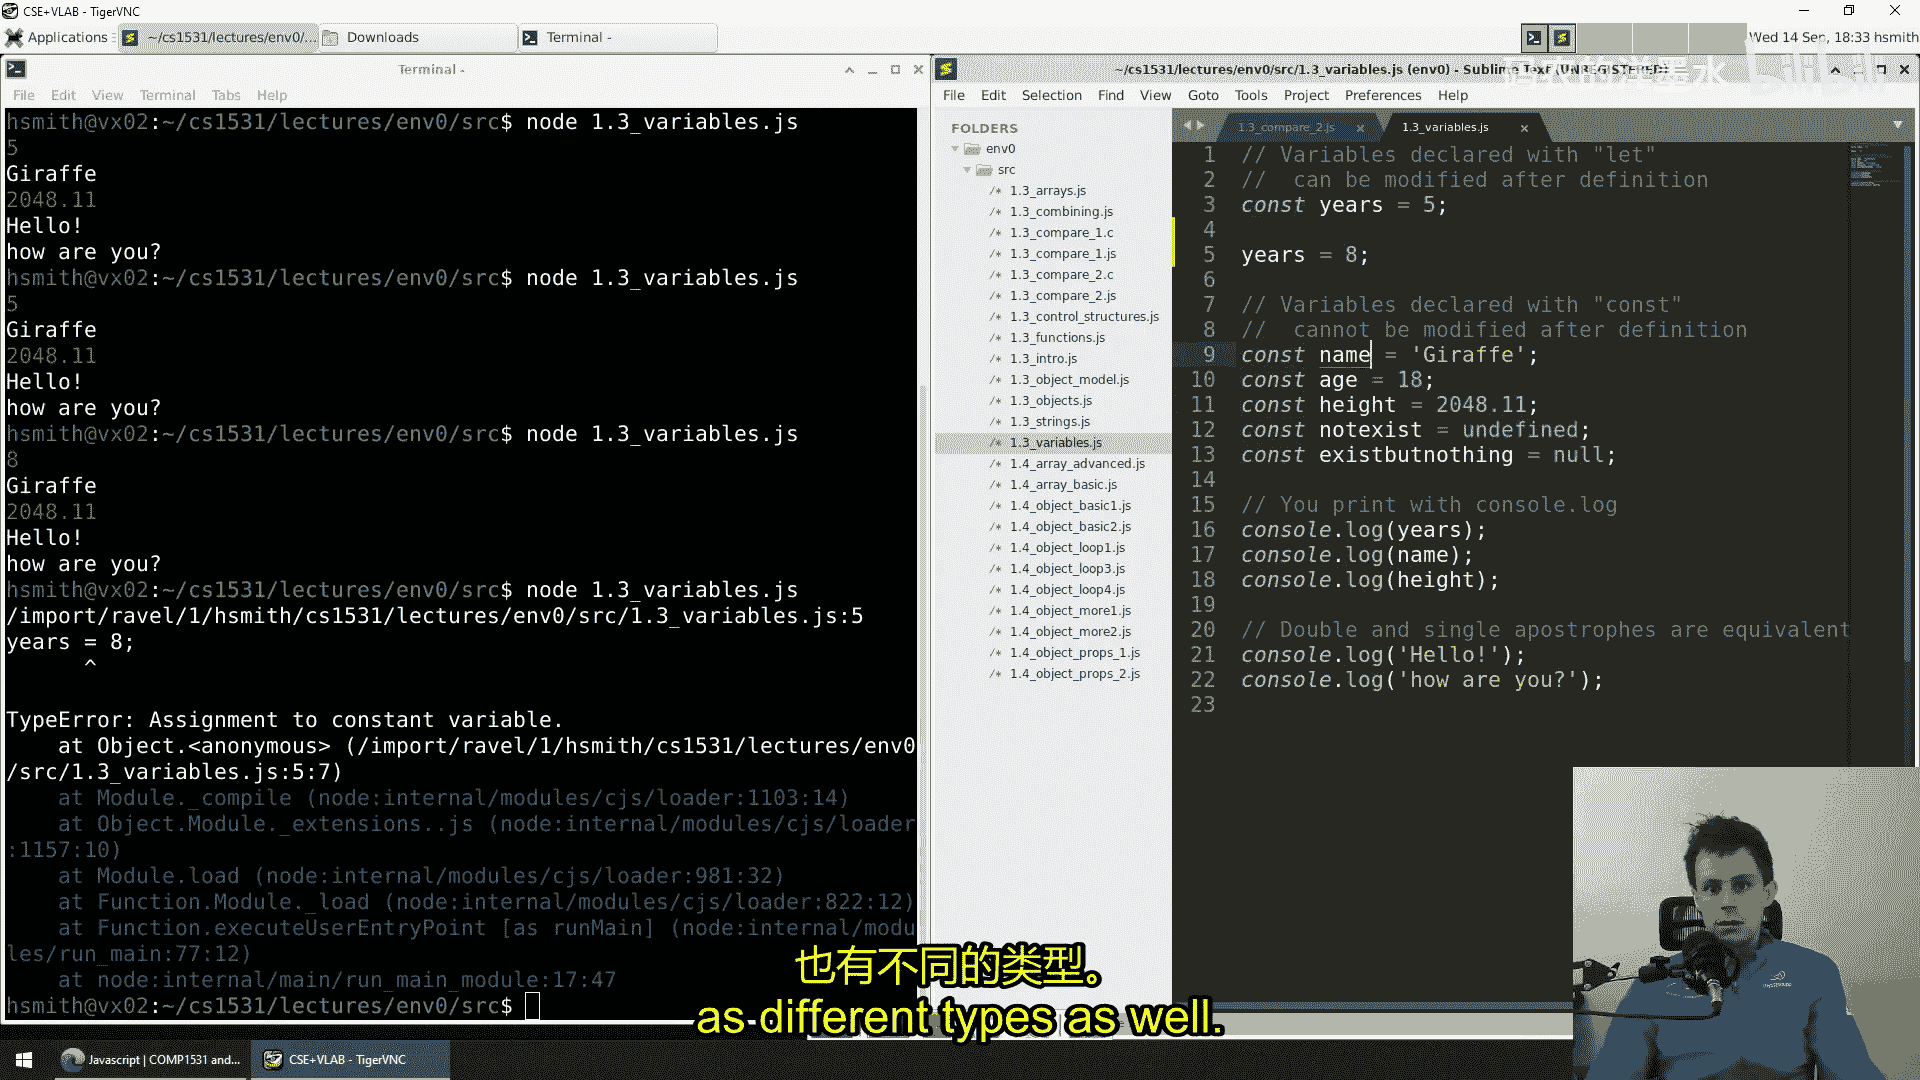 CSE+VLAB - TigerVNC
Applications
~/cs1531/lectures/env0/...
Downloads
Terminal -
Wed 14 Sep, 18:33 hsmith
Terminal -
File Edit View Terminal Tabs Help
hsmith@vx02:~/cs1531/lectures/env0/src$ node 1.3_variables.js
5
Giraffe
2048.11
Hello!
how are you?
hsmith@vx02:~/cs1531/lectures/env0/src$ node 1.3_variables.js
5
Giraffe
2048.11
Hello!
how are you?
hsmith@vx02:~/cs1531/lectures/env0/src$ node 1.3_variables.js
8
Giraffe
2048.11
Hello!
how are you?
hsmith@vx02:~/cs1531/lectures/env0/src$ node 1.3_variables.js
/import/ravel/1/hsmith/cs1531/lectures/env0/src/1.3_variables.js:5
years = 8;
^
TypeError: Assignment to constant variable.
at Object.<anonymous> (/import/ravel/1/hsmith/cs1531/lectures/env0
/src/1.3_variables.js:5:7)
at Module._compile (node:internal/modules/cjs/loader:1103:14)
at Object.Module._extensions..js (node:internal/modules/cjs/loader
:1157:10)
at Module.load (node:internal/modules/cjs/loader:981:32)
at Function.Module._load (node:internal/modules/cjs/loader:822:12)
at Function.executeUserEntryPoint [as runMain] (node:internal/modu
les/run_main:77:12)
at node:internal/main/run_main_module:17:47
hsmith@vx02:~/cs1531/lectures/env0/src$
~/cs1531/lectures/env0/src/1.3_variables.js (env0) - Sublime Text (UNREGISTERED)
码农的洋墨水 bilibili
File Edit Selection Find View Goto Tools Project Preferences Help
FOLDERS
env0
src
/* 1.3_arrays.js
/* 1.3_combining.js
/* 1.3_compare_1.c
/* 1.3_compare_1.js
/* 1.3_compare_2.c
/* 1.3_compare_2.js
/* 1.3_control_structures.js
/* 1.3_functions.js
/* 1.3_intro.js
/* 1.3_object_model.js
/* 1.3_objects.js
/* 1.3_strings.js
/* 1.3_variables.js
/* 1.4_array_advanced.js
/* 1.4_array_basic.js
/* 1.4_object_basic1.js
/* 1.4_object_basic2.js
/* 1.4_object_loop1.js
/* 1.4_object_loop3.js
/* 1.4_object_loop4.js
/* 1.4_object_more1.js
/* 1.4_object_more2.js
/* 1.4_object_props_1.js
/* 1.4_object_props_2.js
1.3_compare_2.js
1.3_variables.js
1 // Variables declared with "let"
2 // can be modified after definition
3 const years = 5;
4
5 years = 8;
6
7 // Variables declared with "const"
8 // cannot be modified after definition
9 const name = 'Giraffe';
10 const age = 18;
11 const height = 2048.11;
12 const notexist = undefined;
13 const existbutnothing = null;
14
15 // You print with console.log
16 console.log(years);
17 console.log(name);
18 console.log(height);
19
20 // Double and single apostrophes are equivalent
21 console.log('Hello!');
22 console.log('how are you?');
23
也有不同的类型。
as different types as well.
Javascript | COMP1531 and...
CSE+VLAB - TigerVNC